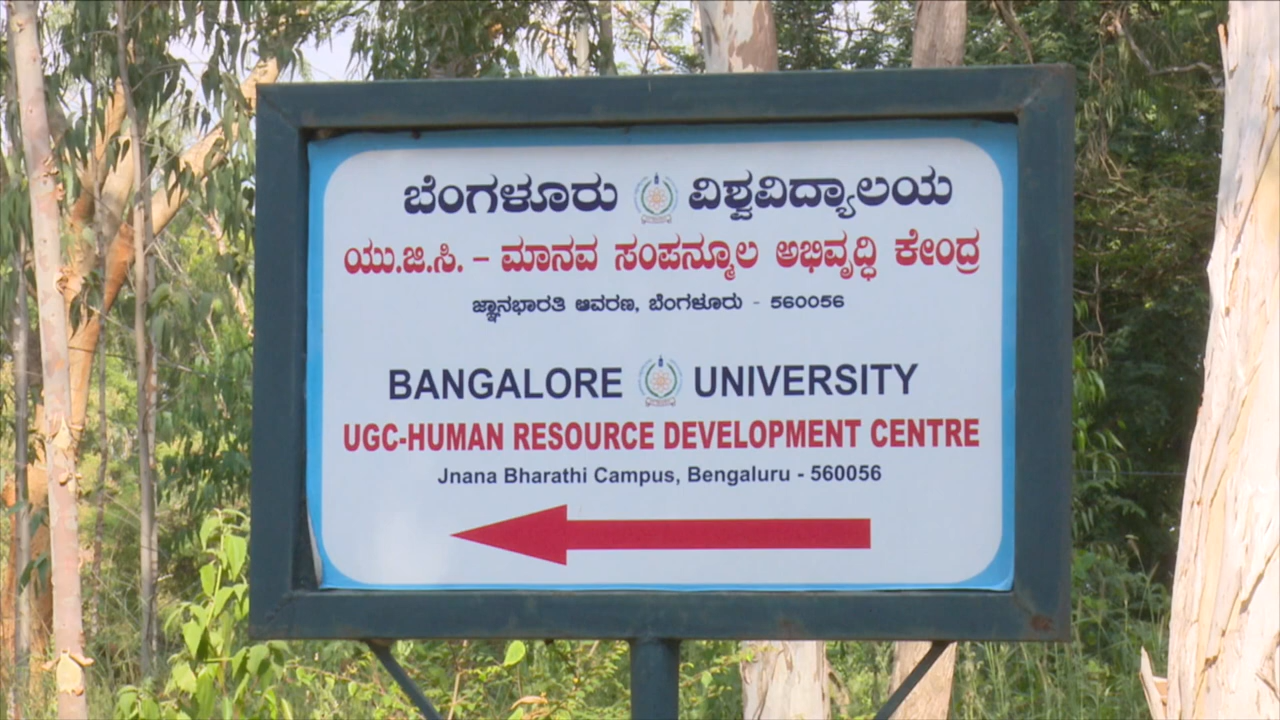 ಬೆಂಗಳೂರು ವಿಶ್ವವಿದ್ಯಾಲಯ
ಯು.ಜಿ.ಸಿ. – ಮಾನವ ಸಂಪನ್ಮೂಲ ಅಭಿವೃದ್ಧಿ ಕೇಂದ್ರ
ಜ್ಞಾನಭಾರತಿ ಆವರಣ, ಬೆಂಗಳೂರು - 560056
BANGALORE UNIVERSITY
UGC-HUMAN RESOURCE DEVELOPMENT CENTRE
Jnana Bharathi Campus, Bengaluru - 560056